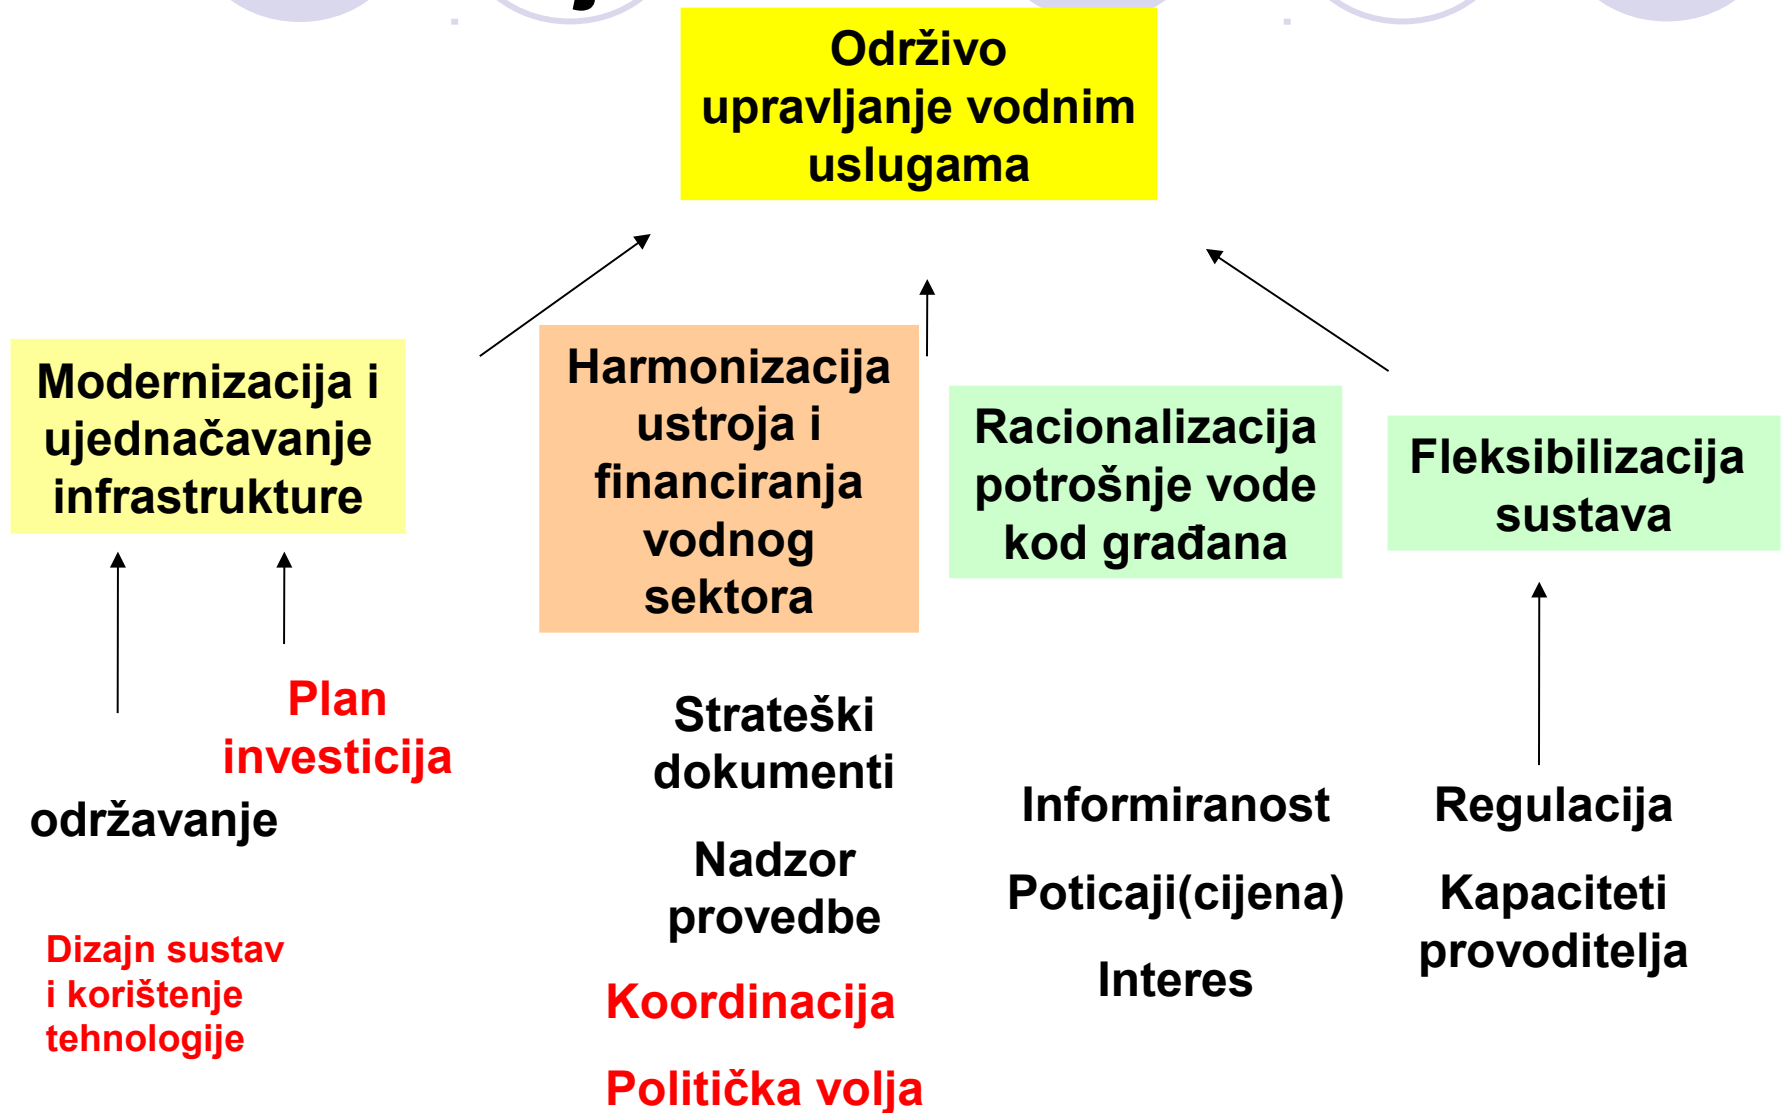 Održivo
upravljanje vodnim
uslugama
Modernizacija i
ujednačavanje
infrastrukture
Harmonizacija
ustroja i
financiranja
vodnog
sektora
Racionalizacija
potrošnje vode
kod građana
Fleksibilizacija
sustava
Plan
investicija
održavanje
Dizajn sustav
i korištenje
tehnologije
Strateški
dokumenti
Nadzor
provedbe
Koordinacija
Politička volja
Informiranost
Poticaji(cijena)
Interes
Regulacija
Kapaciteti
provoditelja